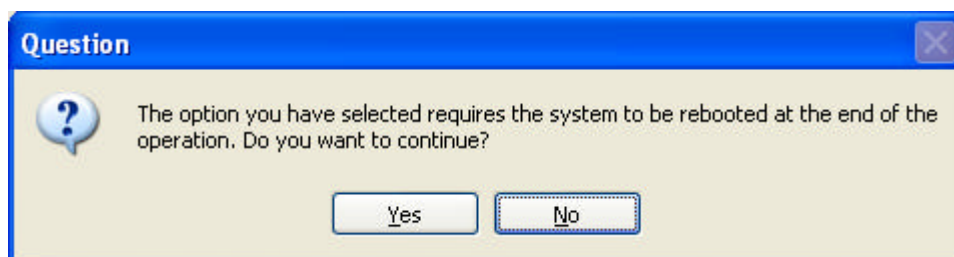 Question
The option you have selected requires the system to be rebooted at the end of the
operation. Do you want to continue?
Yes
No